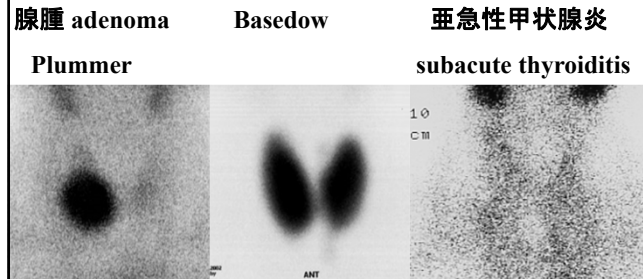 腺腫 adenoma Basedow 亜急性甲状腺炎
Plummer subacute thyroiditis
10
CM
ANT